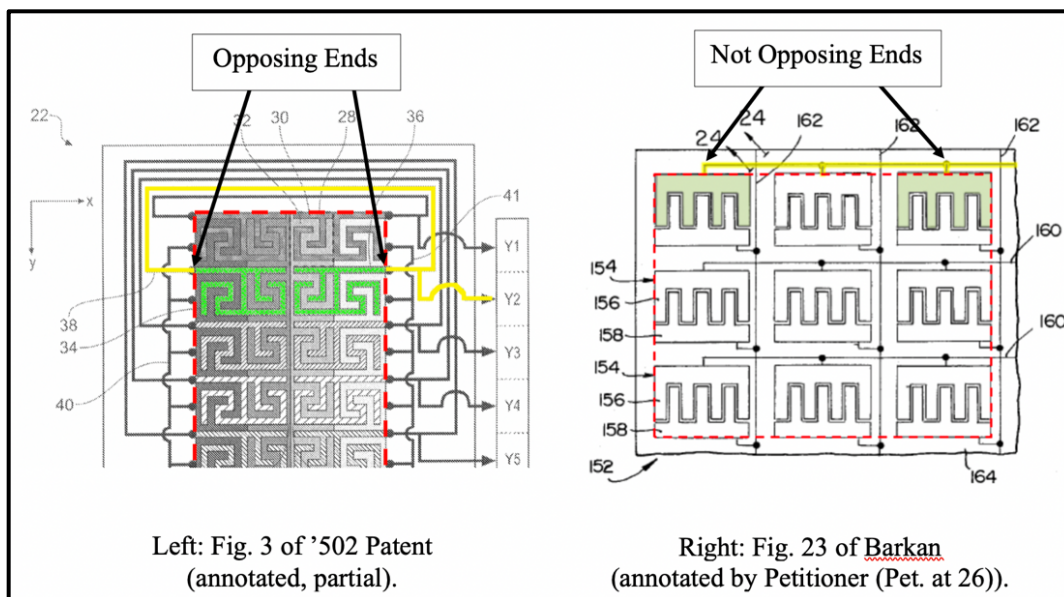 Opposing Ends
22
32
30
28
36
x
y
41
Y1
Y2
38
34
Y3
40
Y4
Y5
Left: Fig. 3 of ’502 Patent
(annotated, partial).
Not Opposing Ends
24
162
162
162
24
160
154
156
158
160
154
156
158
152
164
Right: Fig. 23 of Barkan
(annotated by Petitioner (Pet. at 26)).